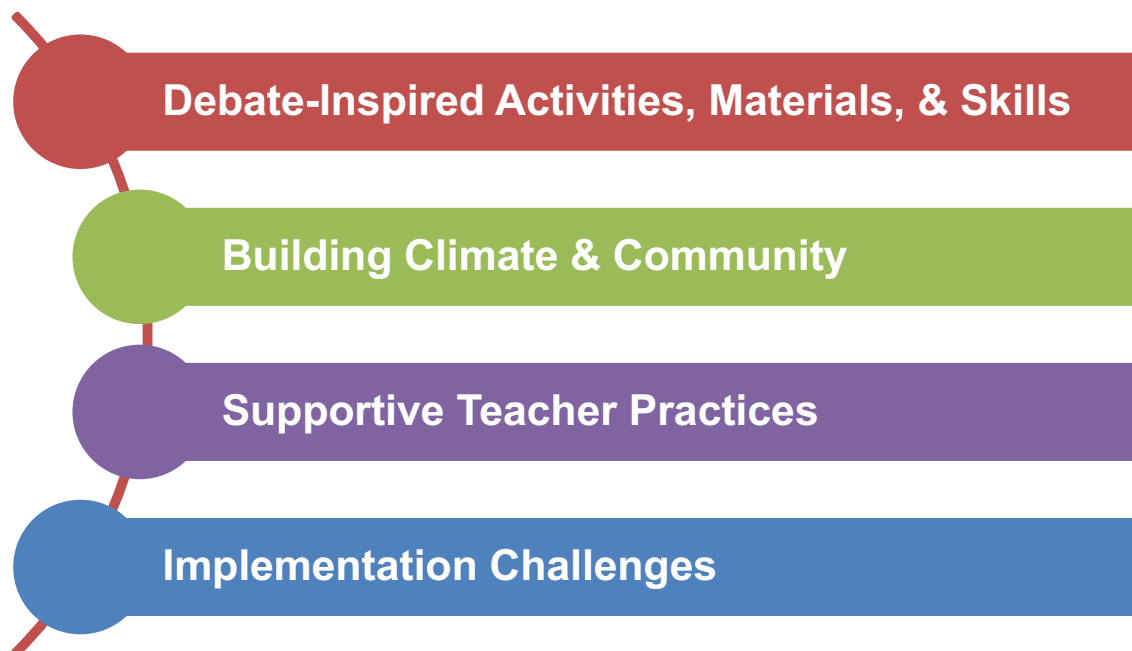 Debate-Inspired Activities, Materials, & Skills
Building Climate & Community
Supportive Teacher Practices
Implementation Challenges